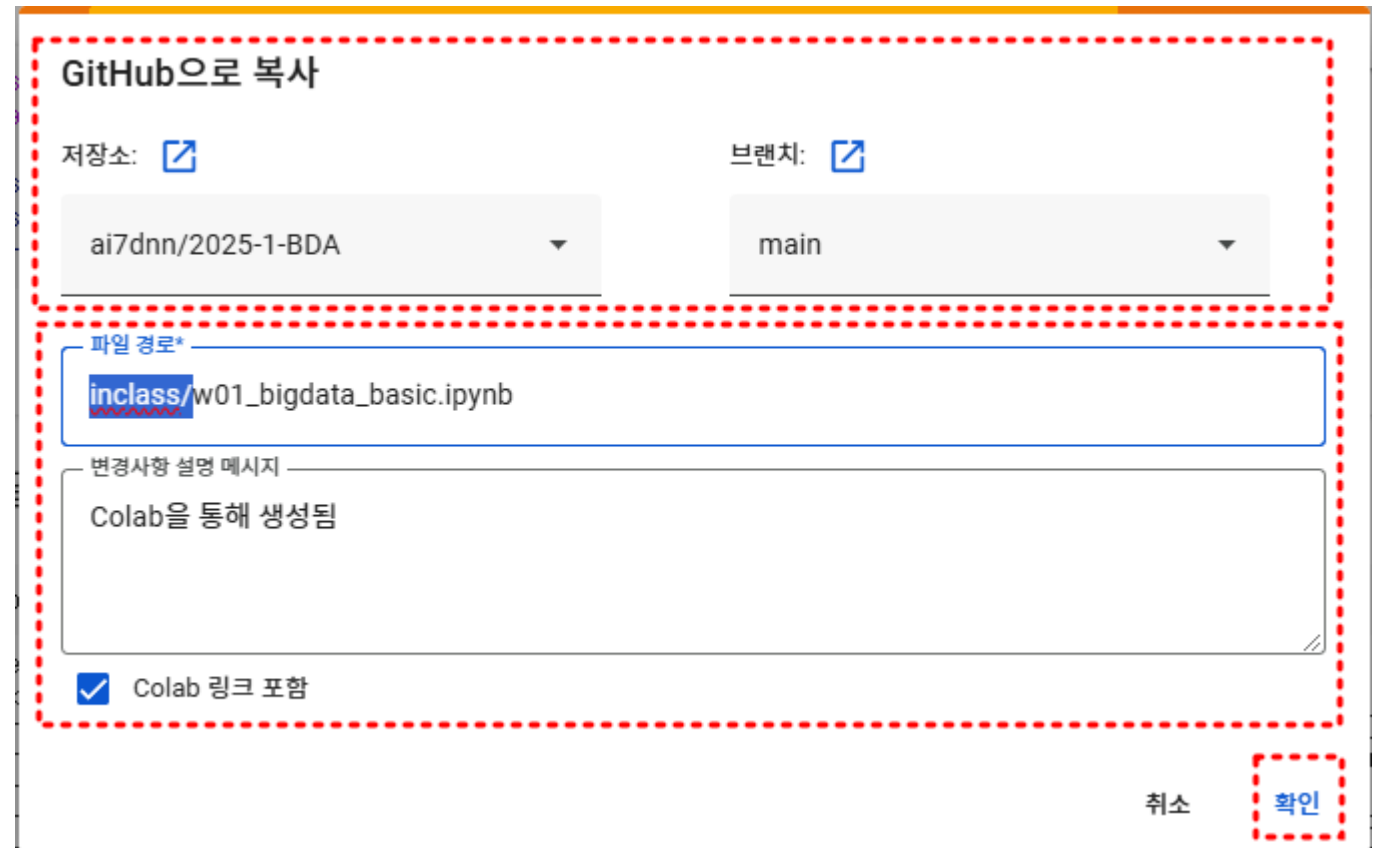 GitHub으로 복사
저장소:
브랜치:
ai7dnn/2025-1-BDA
main
파일 경로*
inclass/w01_bigdata_basic.ipynb
변경사항 설명 메시지
Colab을 통해 생성됨
Colab 링크 포함
취소
확인